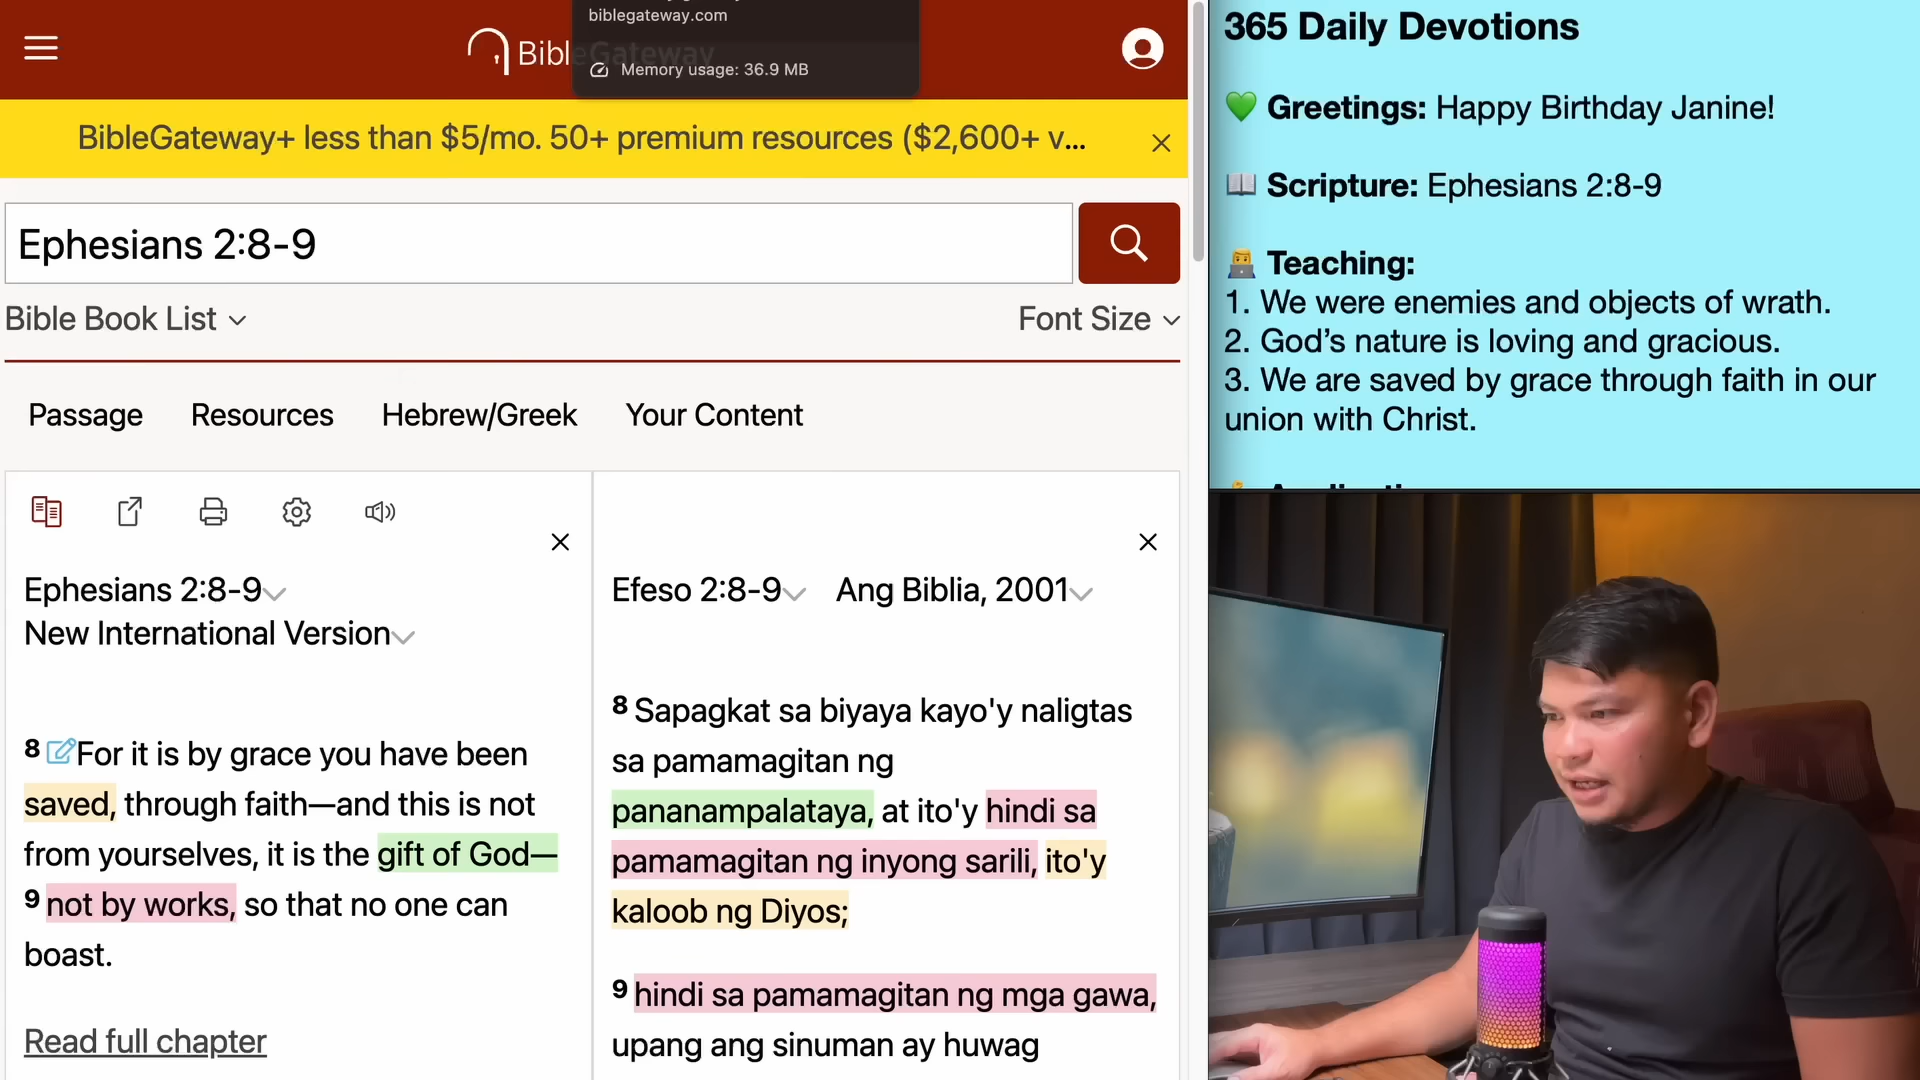 biblegateway.com
Memory usage: 36.9 MB
BibleGateway
BibleGateway+ less than $5/mo. 50+ premium resources ($2,600+ v...
Ephesians 2:8-9
Bible Book List
Font Size
Passage Resources Hebrew/Greek Your Content
Ephesians 2:8-9
New International Version
8 For it is by grace you have been
saved, through faith—and this is not
from yourselves, it is the gift of God—
9 not by works, so that no one can
boast.
Read full chapter
Efeso 2:8-9 Ang Biblia, 2001
8 Sapagkat sa biyaya kayo'y naligtas
sa pamamagitan ng
pananampalataya, at ito'y hindi sa
pamamagitan ng inyong sarili, ito'y
kaloob ng Diyos;
9 hindi sa pamamagitan ng mga gawa,
upang ang sinuman ay huwag
365 Daily Devotions
💚 Greetings: Happy Birthday Janine!
📖 Scripture: Ephesians 2:8-9
👨‍💻 Teaching:
1. We were enemies and objects of wrath.
2. God’s nature is loving and gracious.
3. We are saved by grace through faith in our
union with Christ.